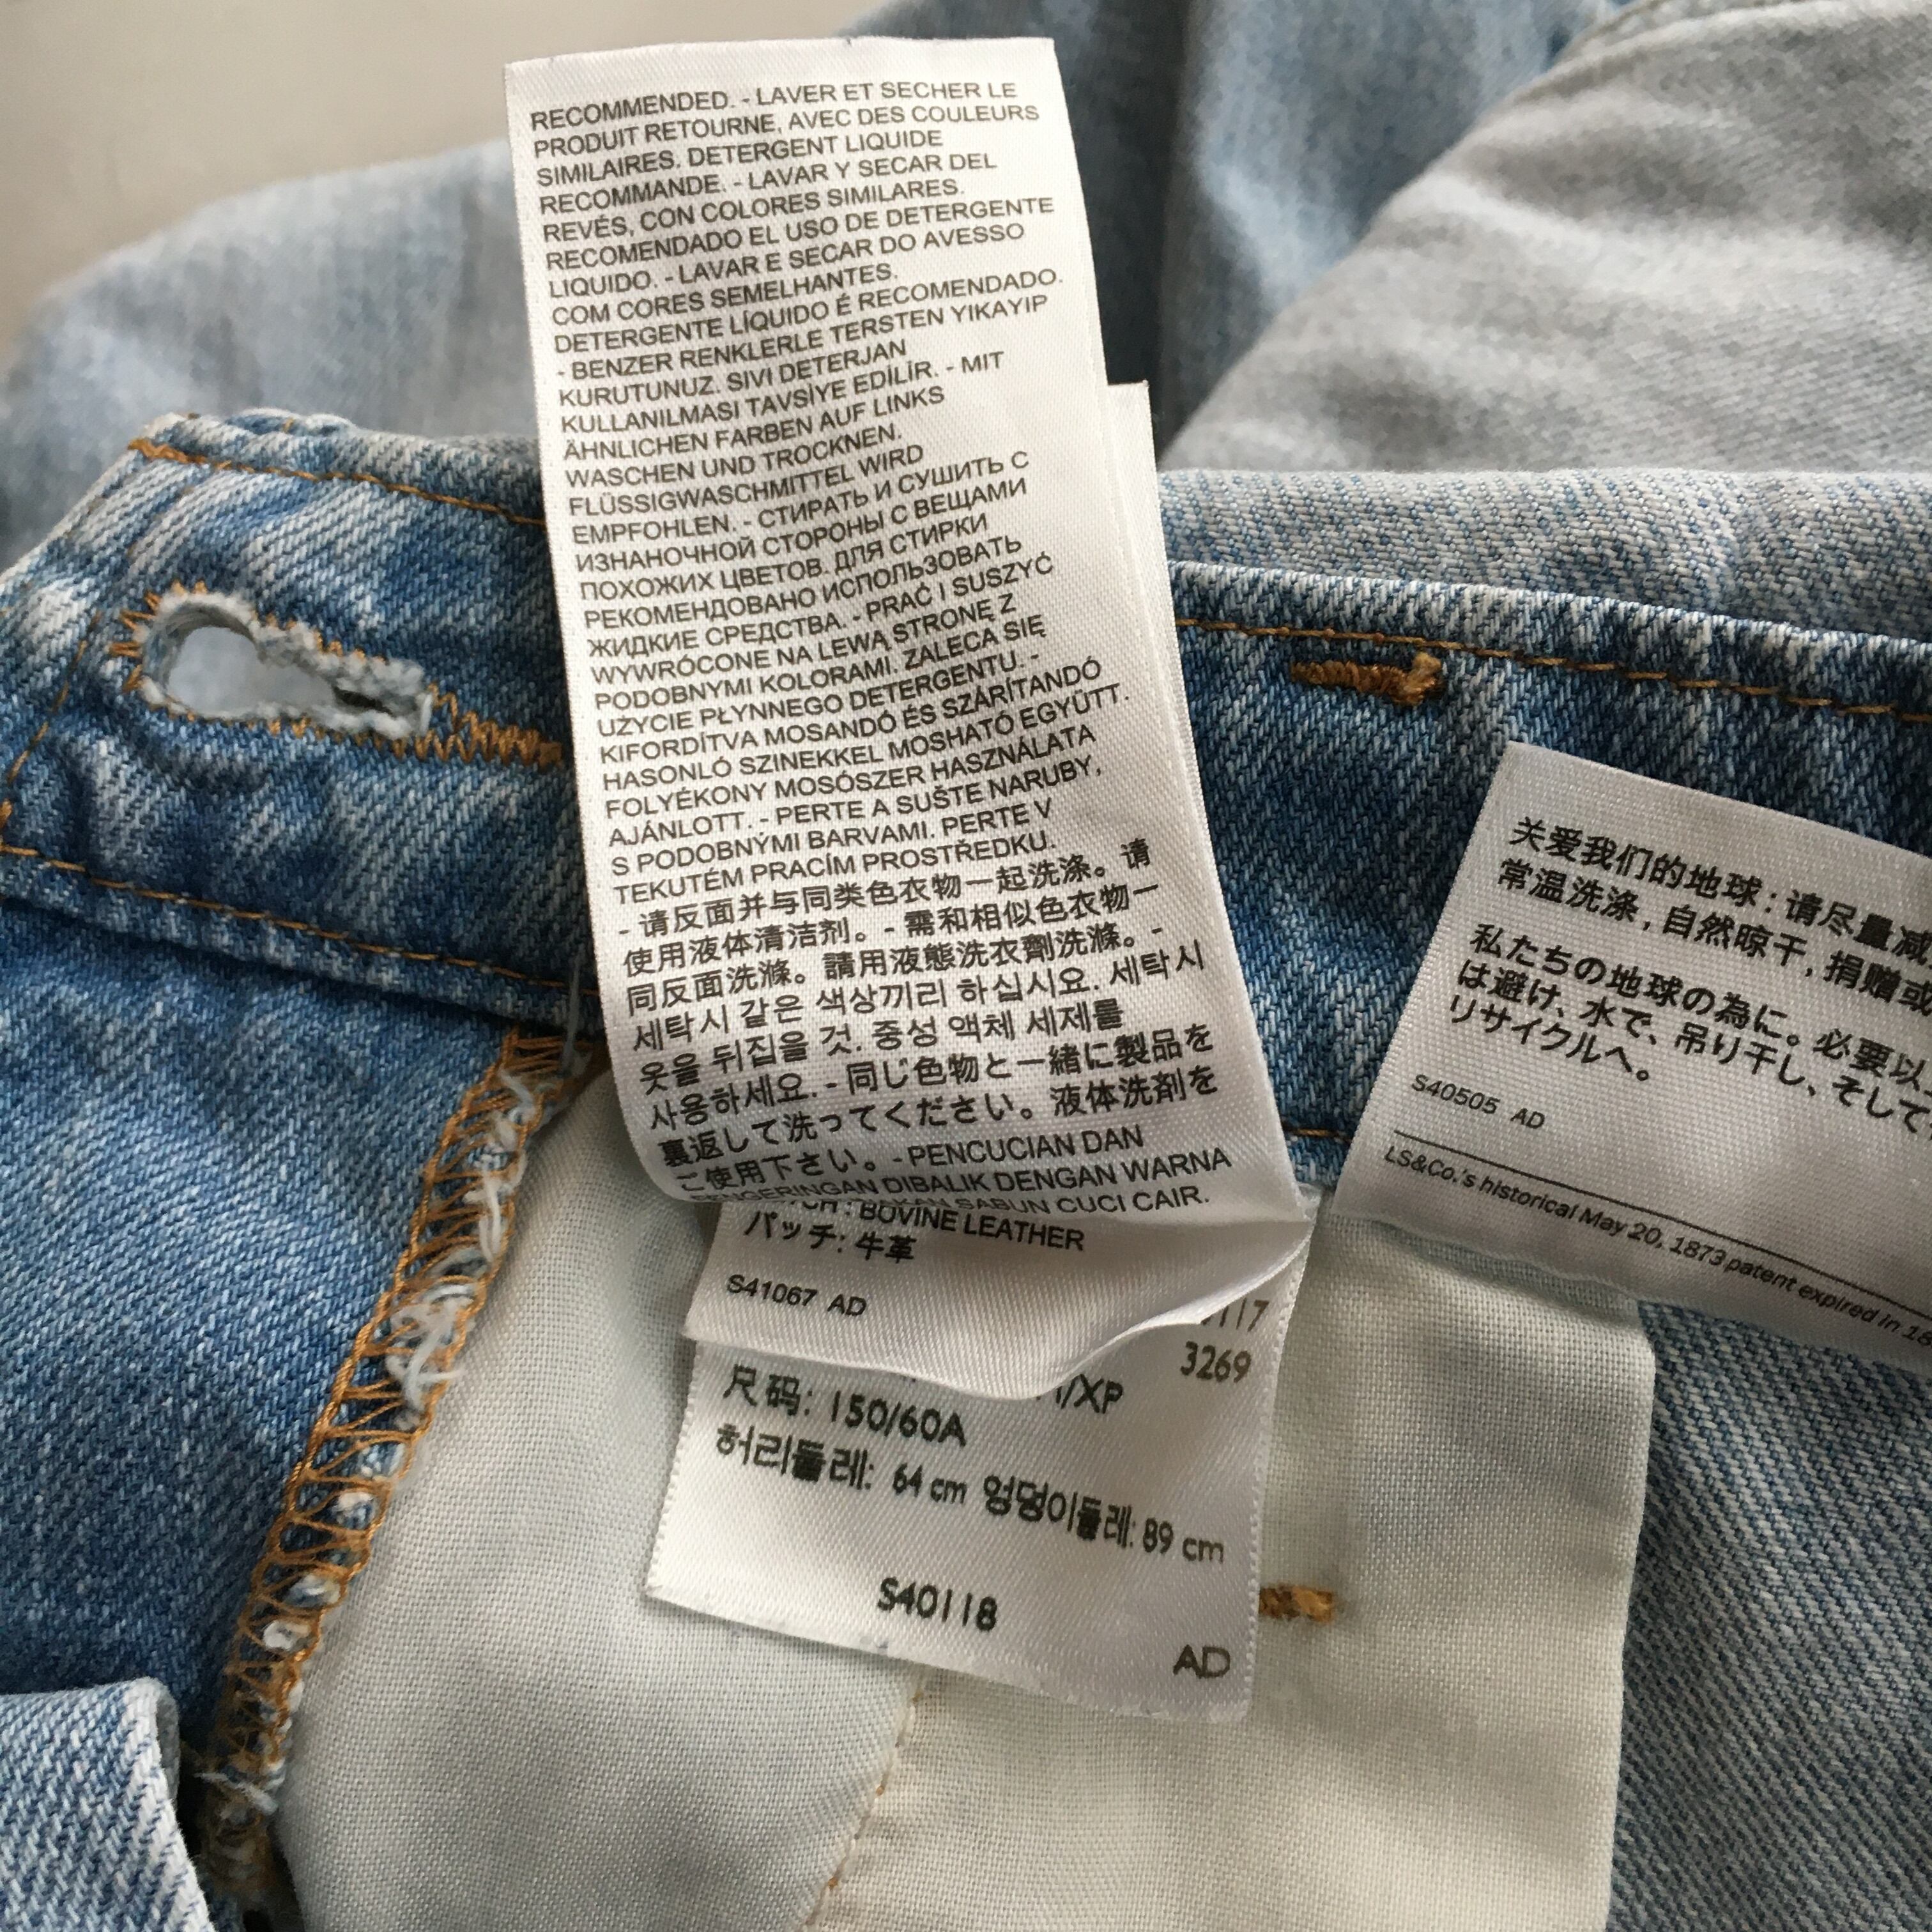 RECOMMENDED. - LAVER ET SECHER LE
PRODUIT RETOURNE, AVEC DES COULEURS
SIMILAIRES. DETERGENT LIQUIDE
RECOMMANDE. - LAVAR Y SECAR DEL
REVÉS, CON COLORES SIMILARES.
RECOMENDADO EL USO DE DETERGENTE
LIQUIDO. - LAVAR E SECAR DO AVESSO
COM CORES SEMELHANTES.
DETERGENTE LÍQUIDO É RECOMENDADO.
- BENZER RENKLERLE TERSTEN YIKAYIP
KURUTUNUZ. SIVI DETERJAN
KULLANILMASI TAVSİYE EDİLİR. - MIT
ÄHNLICHEN FARBEN AUF LINKS
WASCHEN UND TROCKNEN.
FLÜSSIGWASCHMITTEL WIRD
EMPFOHLEN. - СТИРАТЬ И СУШИТЬ С
ИЗНАНОЧНОЙ СТОРОНЫ С ВЕЩАМИ
ПОХОЖИХ ЦВЕТОВ. ДЛЯ СТИРКИ
РЕКОМЕНДОВАНО ИСПОЛЬЗОВАТЬ
ЖИДКИЕ СРЕДСТВА. - PRAĆ I SUSZYĆ
WYWRÓCONE NA LEWĄ STRONĘ Z
PODOBNYMI KOLORAMI. ZALECA SIĘ
UŻYCIE PŁYNNEGO DETERGENTU. -
KIFORDÍTVA MOSANDÓ ÉS SZÁRÍTANDÓ
HASONLÓ SZINEKKEL MOSHATÓ EGYÜTT.
FOLYÉKONY MOSÓSZER HASZNÁLATA
AJÁNLOTT. - PERTE A SUŠTE NARUBY,
S PODOBNÝMI BARVAMI. PERTE V
TEKUTÉM PRACÍM PROSTŘEDKU.
- 请反面并与同类色衣物一起洗涤。请
使用液体清洁剂。- 需和相似色衣物一
同反面洗滌。請用液態洗衣劑洗滌。-
세탁시 같은 색상끼리 하십시요. 세탁시
옷을 뒤집을 것. 중성 액체 세제를
사용하세요. - 同じ色物と一緒に製品を
裏返して洗ってください。液体洗剤を
ご使用下さい。- PENCUCIAN DAN
PENGERINGAN DIBALIK DENGAN WARNA
SABUN CUCI CAIR.
: BOVINE LEATHER
パッチ: 牛革
S41067 AD
117
3269
/XP
尺码: 150/60A
허리둘레: 64 cm 엉덩이둘레: 89 cm
S40118
AD
关爱我们的地球：请尽量减
常温洗涤，自然晾干，捐赠或
私たちの地球の為に。必要以
は避け、水で、吊り干し、そして
リサイクルへ。
S40505 AD
LS&Co.'s historical May 20, 1873 patent expired in